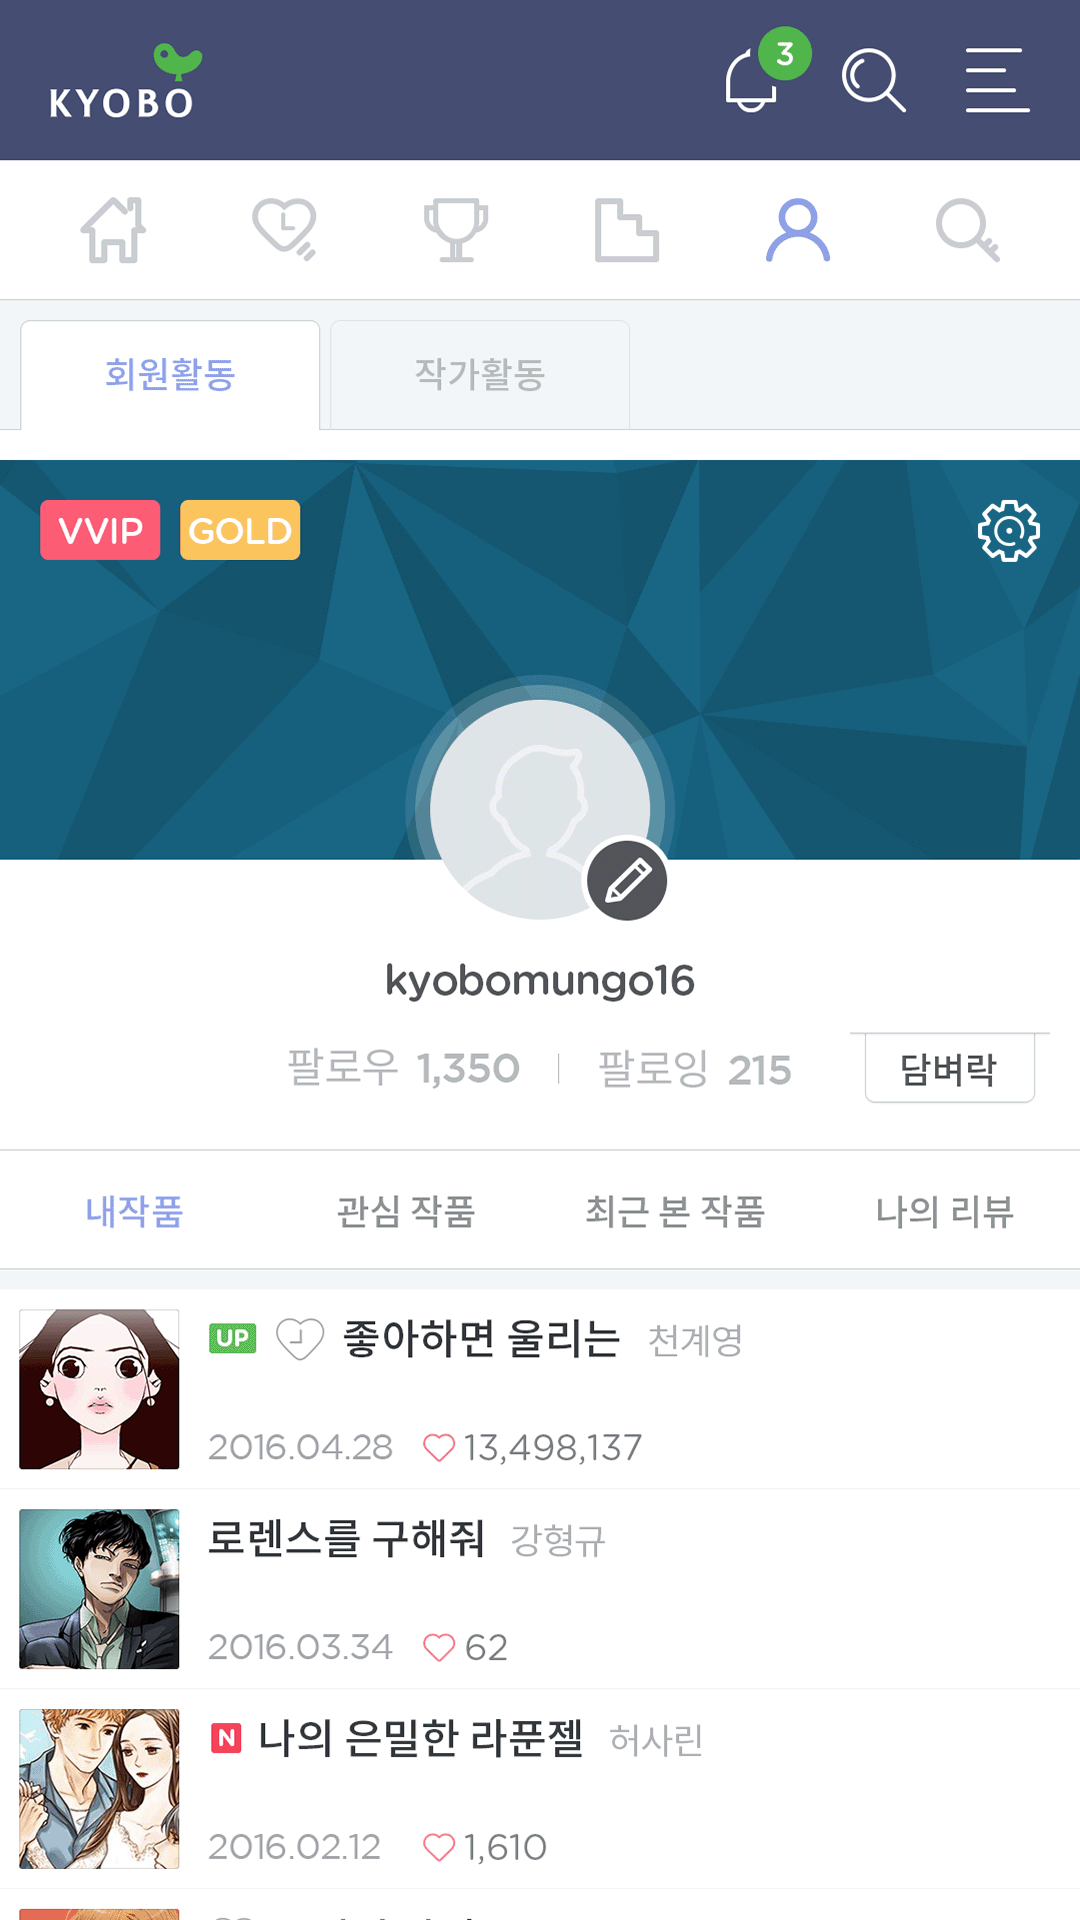 KYOBO
3
회원활동 작가활동
VVIP GOLD
kyobomungo16
팔로우 1,350 팔로잉 215 담벼락
내작품 관심 작품 최근 본 작품 나의 리뷰
UP 좋아하면 울리는 천계영
2016.04.28 13,498,137
로렌스를 구해줘 강형규
2016.03.34 62
N 나의 은밀한 라푼젤 허사린
2016.02.12 1,610